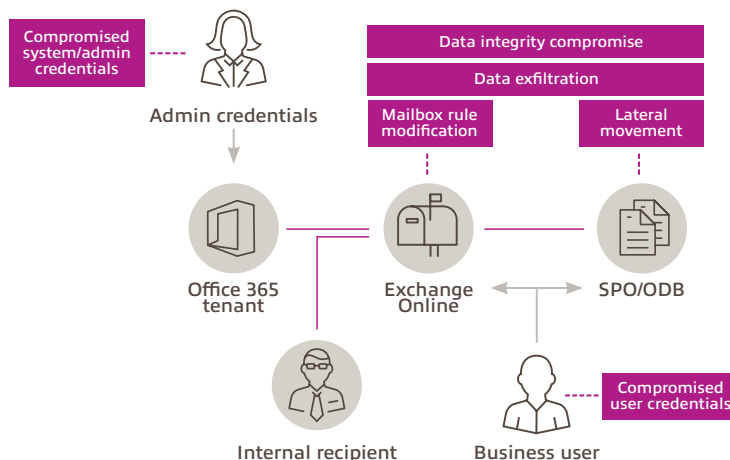 Compromised
system/admin
credentials
Data integrity compromise
Data exfiltration
Mailbox rule
modification
Lateral
movement
Admin credentials
Office 365
tenant
Exchange
Online
SPO/ODB
Compromised
user credentials
Internal recipient
Business user